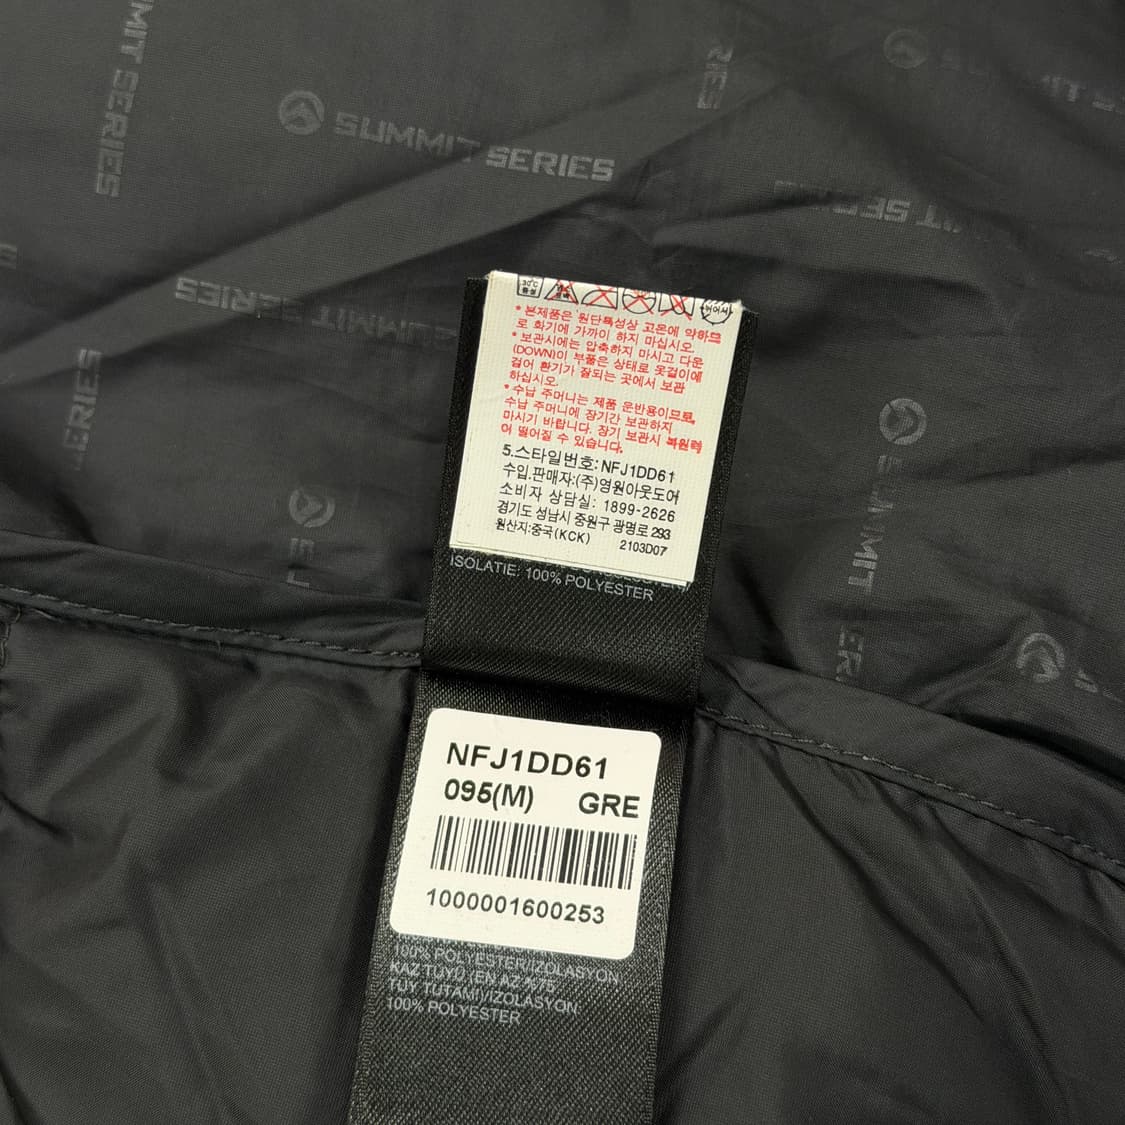 MIT SERIES
SUMMIT SERIES
RIES
SUMMIT SERIES
SUMMIT SERIES
SERIES
SUMMIT
30℃
중성
* 본제품은 원단특성상 고온에 약하므
로 화기에 가까이 하지 마십시오.
* 보관시에는 압축하지 마시고 다운
(DOWN)이 부풀은 상태로 옷걸이에
걸어 환기가 잘되는 곳에서 보관
하십시오.
* 수납 주머니는 제품 운반용이므로,
수납 주머니에 장기간 보관하지
마시기 바랍니다. 장기 보관시 복원력
이 떨어질 수 있습니다.
5.스타일번호:NFJ1DD61
수입.판매자:(주)영원아웃도어
소비자 상담실: 1899-2626
경기도 성남시 중원구 광명로 293
원산지:중국(KCK) 2103D07
ISOLATIE: 100% POLYESTER
NFJ1DD61
095(M) GRE
1000001600253
100% POLYESTER/IZOLASYON
KAZ TÜYÜ (EN AZ %75
TÜY TUTAMI)/IZOLASYON
100% POLYESTER